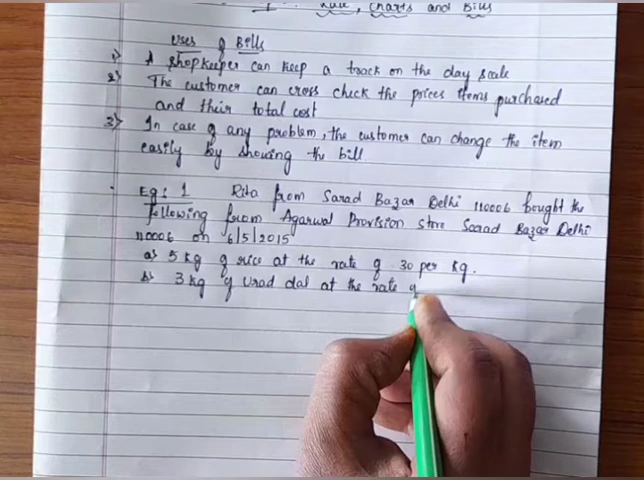 Rate, Charts and Bills
Uses of Bills
1) A shopkeeper can keep a track on the day scale
2) The customer can cross check the prices items purchased
and their total cost
3) In case of any problem, the customer can change the item
easily by showing the bill
Eg: 1 Rita from Sarad Bazar Delhi 110006 bought the
following from Agarwal Provision store Sarad Bazar Delhi
110006 on 6/5/2015
a) 5 kg of rice at the rate of 30 per kg.
b) 3 kg of Urad dal at the rate of